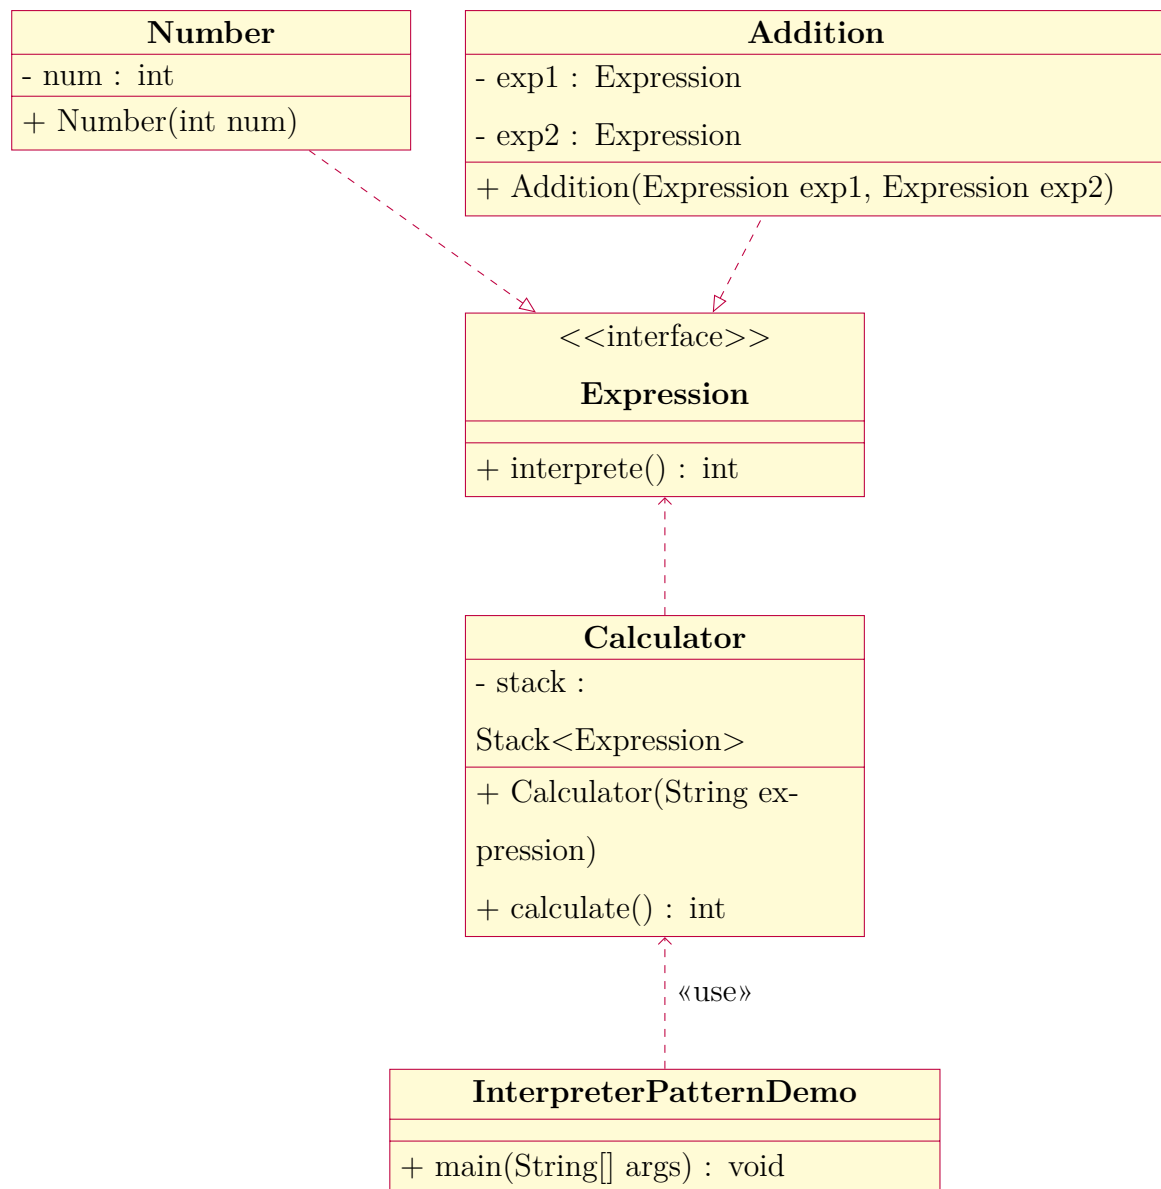 Number
- num : int
+ Number(int num)
Addition
- exp1 : Expression
- exp2 : Expression
+ Addition(Expression exp1, Expression exp2)
<<interface>>
Expression
+ interprete() : int
Calculator
- stack :
Stack<Expression>
+ Calculator(String ex-
pression)
+ calculate() : int
«use»
InterpreterPatternDemo
+ main(String[] args) : void